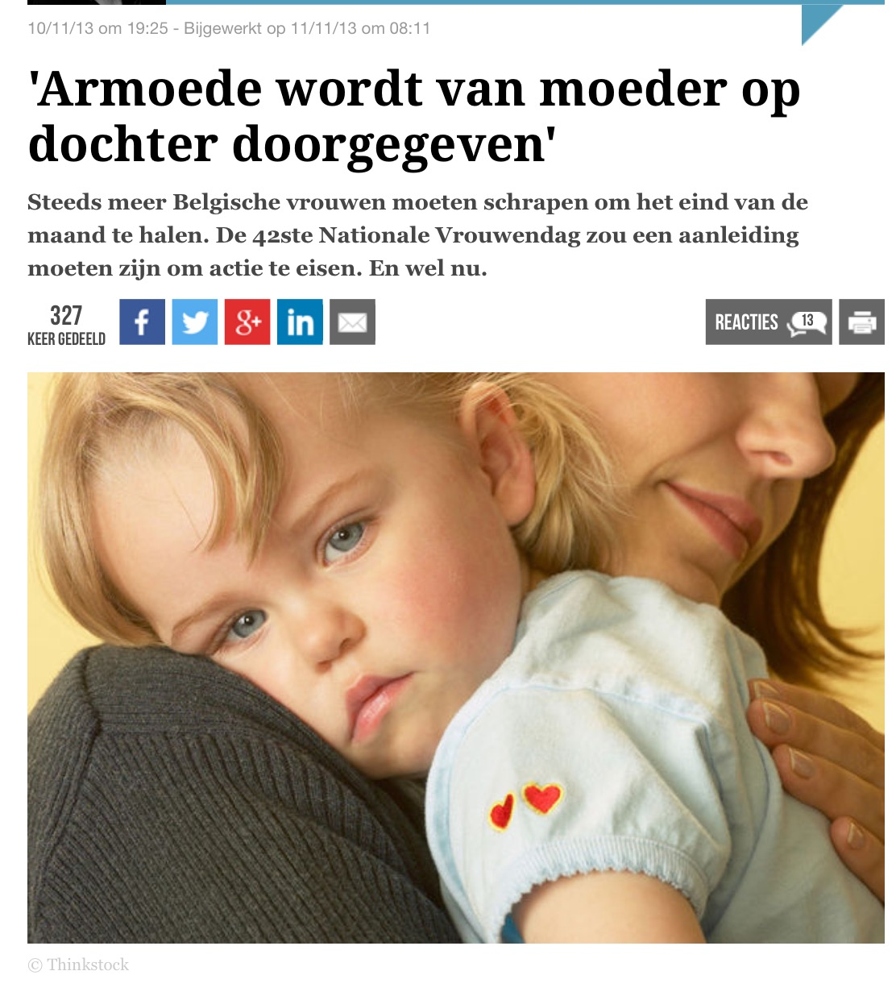 10/11/13 om 19:25 - Bijgewerkt op 11/11/13 om 08:11
'Armoede wordt van moeder op
dochter doorgegeven'
Steeds meer Belgische vrouwen moeten schrapen om het eind van de
maand te halen. De 42ste Nationale Vrouwendag zou een aanleiding
moeten zijn om actie te eisen. En wel nu.
327
KEER GEDEELD
f
g+
in
REACTIES 13
© Thinkstock